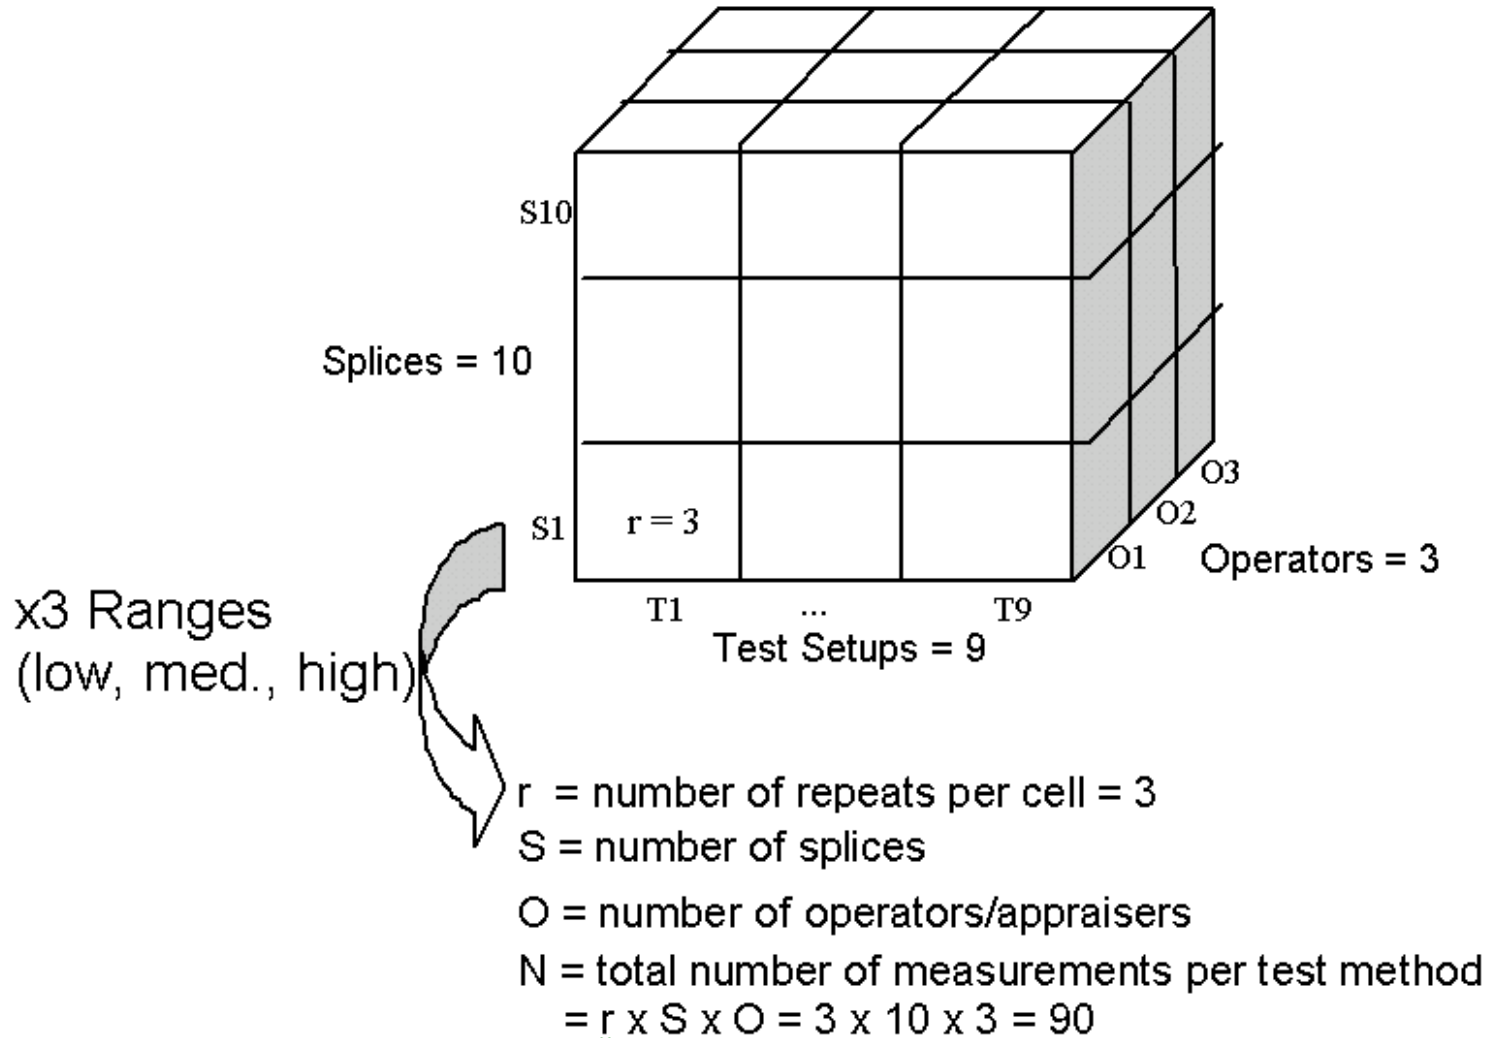 S10
Splices = 10
S1
r = 3
O3
O2
O1
Operators = 3
T1 ... T9
Test Setups = 9
x3 Ranges
(low, med., high)
r = number of repeats per cell = 3
S = number of splices
O = number of operators/appraisers
N = total number of measurements per test method
= r x S x O = 3 x 10 x 3 = 90